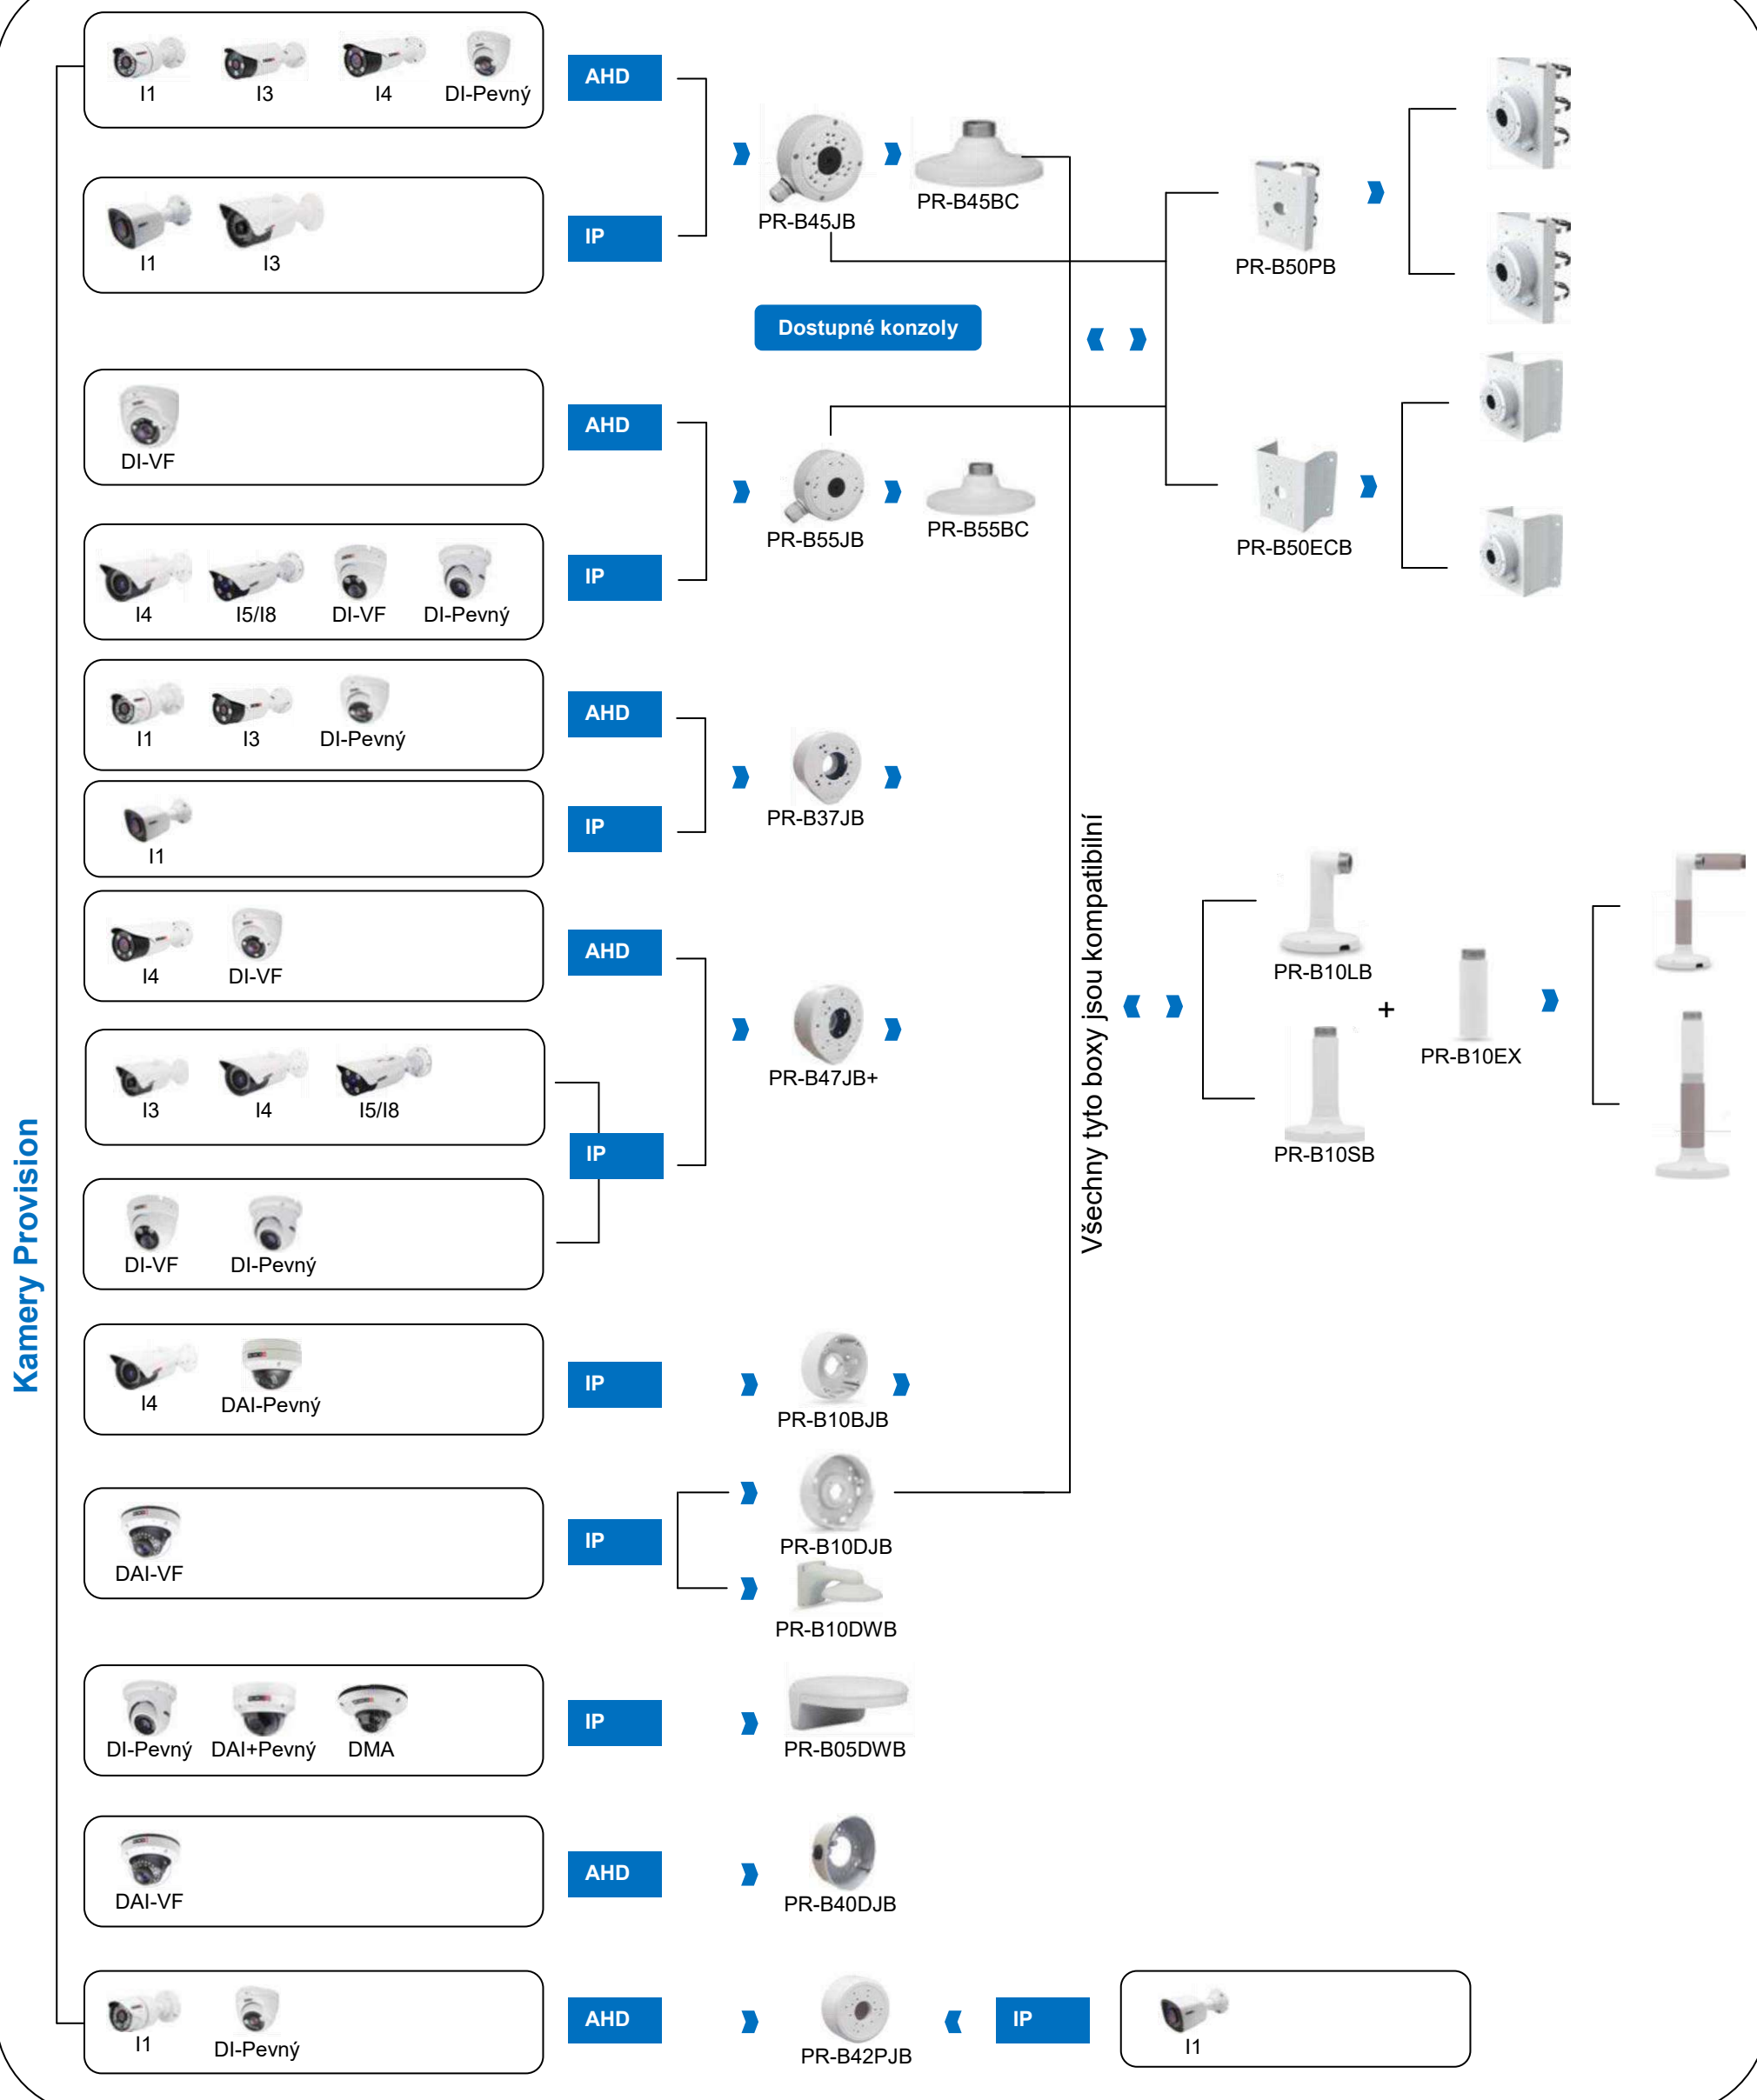 I1 I3 I4 DI-Pevný
AHD
I1 I3
IP
PR-B45JB
PR-B45BC
PR-B50PB
Dostupné konzoly
DI-VF
AHD
I4 I5/I8 DI-VF DI-Pevný
IP
PR-B55JB
PR-B55BC
PR-B50ECB
I1 I3 DI-Pevný
AHD
I1
IP
PR-B37JB
Všechny tyto boxy jsou kompatibilní
I4 DI-VF
AHD
I3 I4 I5/I8
IP
DI-VF DI-Pevný
PR-B47JB+
PR-B10LB
+
PR-B10EX
PR-B10SB
Kamery Provision
I4 DAI-Pevný
IP
PR-B10BJB
DAI-VF
IP
PR-B10DJB
PR-B10DWB
DI-Pevný DAI+Pevný DMA
IP
PR-B05DWB
DAI-VF
AHD
PR-B40DJB
I1 DI-Pevný
AHD
PR-B42PJB
IP
I1